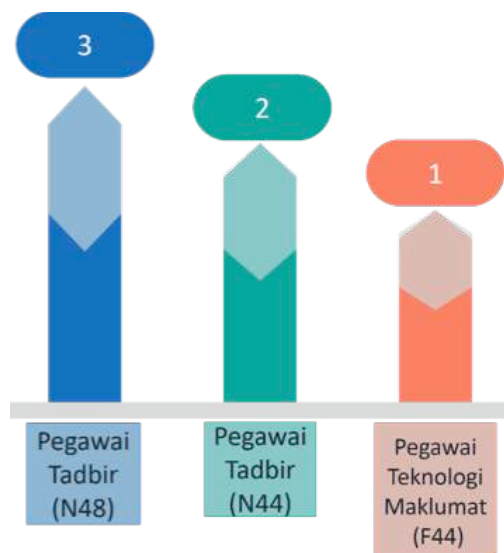 3
2
1
Pegawai
Tadbir
(N48)
Pegawai
Tadbir
(N44)
Pegawai
Teknologi
Maklumat
(F44)